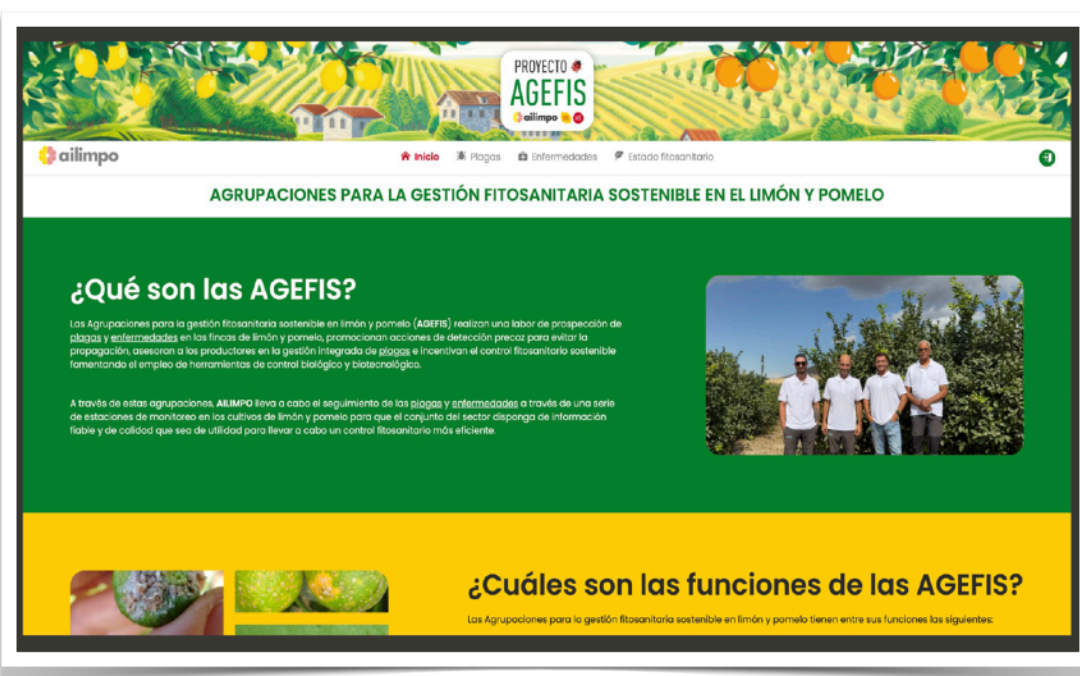 PROYECTO
AGEFIS
ailimpo
ailimpo
Inicio
Plagas
Enfermedades
Estado fitosanitario
AGRUPACIONES PARA LA GESTIÓN FITOSANITARIA SOSTENIBLE EN EL LIMÓN Y POMELO
¿Qué son las AGEFIS?
Las Agrupaciones para la gestión fitosanitaria sostenible en limón y pomelo (AGEFIS) realizan una labor de prospección de
plagas y enfermedades en las fincas de limón y pomelo, promocionan acciones de detección precoz para evitar la
propagación, asesoran a los productores en la gestión integrada de plagas e incentivan el control fitosanitario sostenible
fomentando el empleo de herramientas de control biológico y biotecnológico.
A través de estas agrupaciones, AILIMPO lleva a cabo el seguimiento de las plagas y enfermedades a través de una serie
de estaciones de monitoreo en los cultivos de limón y pomelo para que el conjunto del sector disponga de información
fiable y de calidad que sea de utilidad para llevar a cabo un control fitosanitario más eficiente.
¿Cuáles son las funciones de las AGEFIS?
Las Agrupaciones para la gestión fitosanitaria sostenible en limón y pomelo tienen entre sus funciones las siguientes: